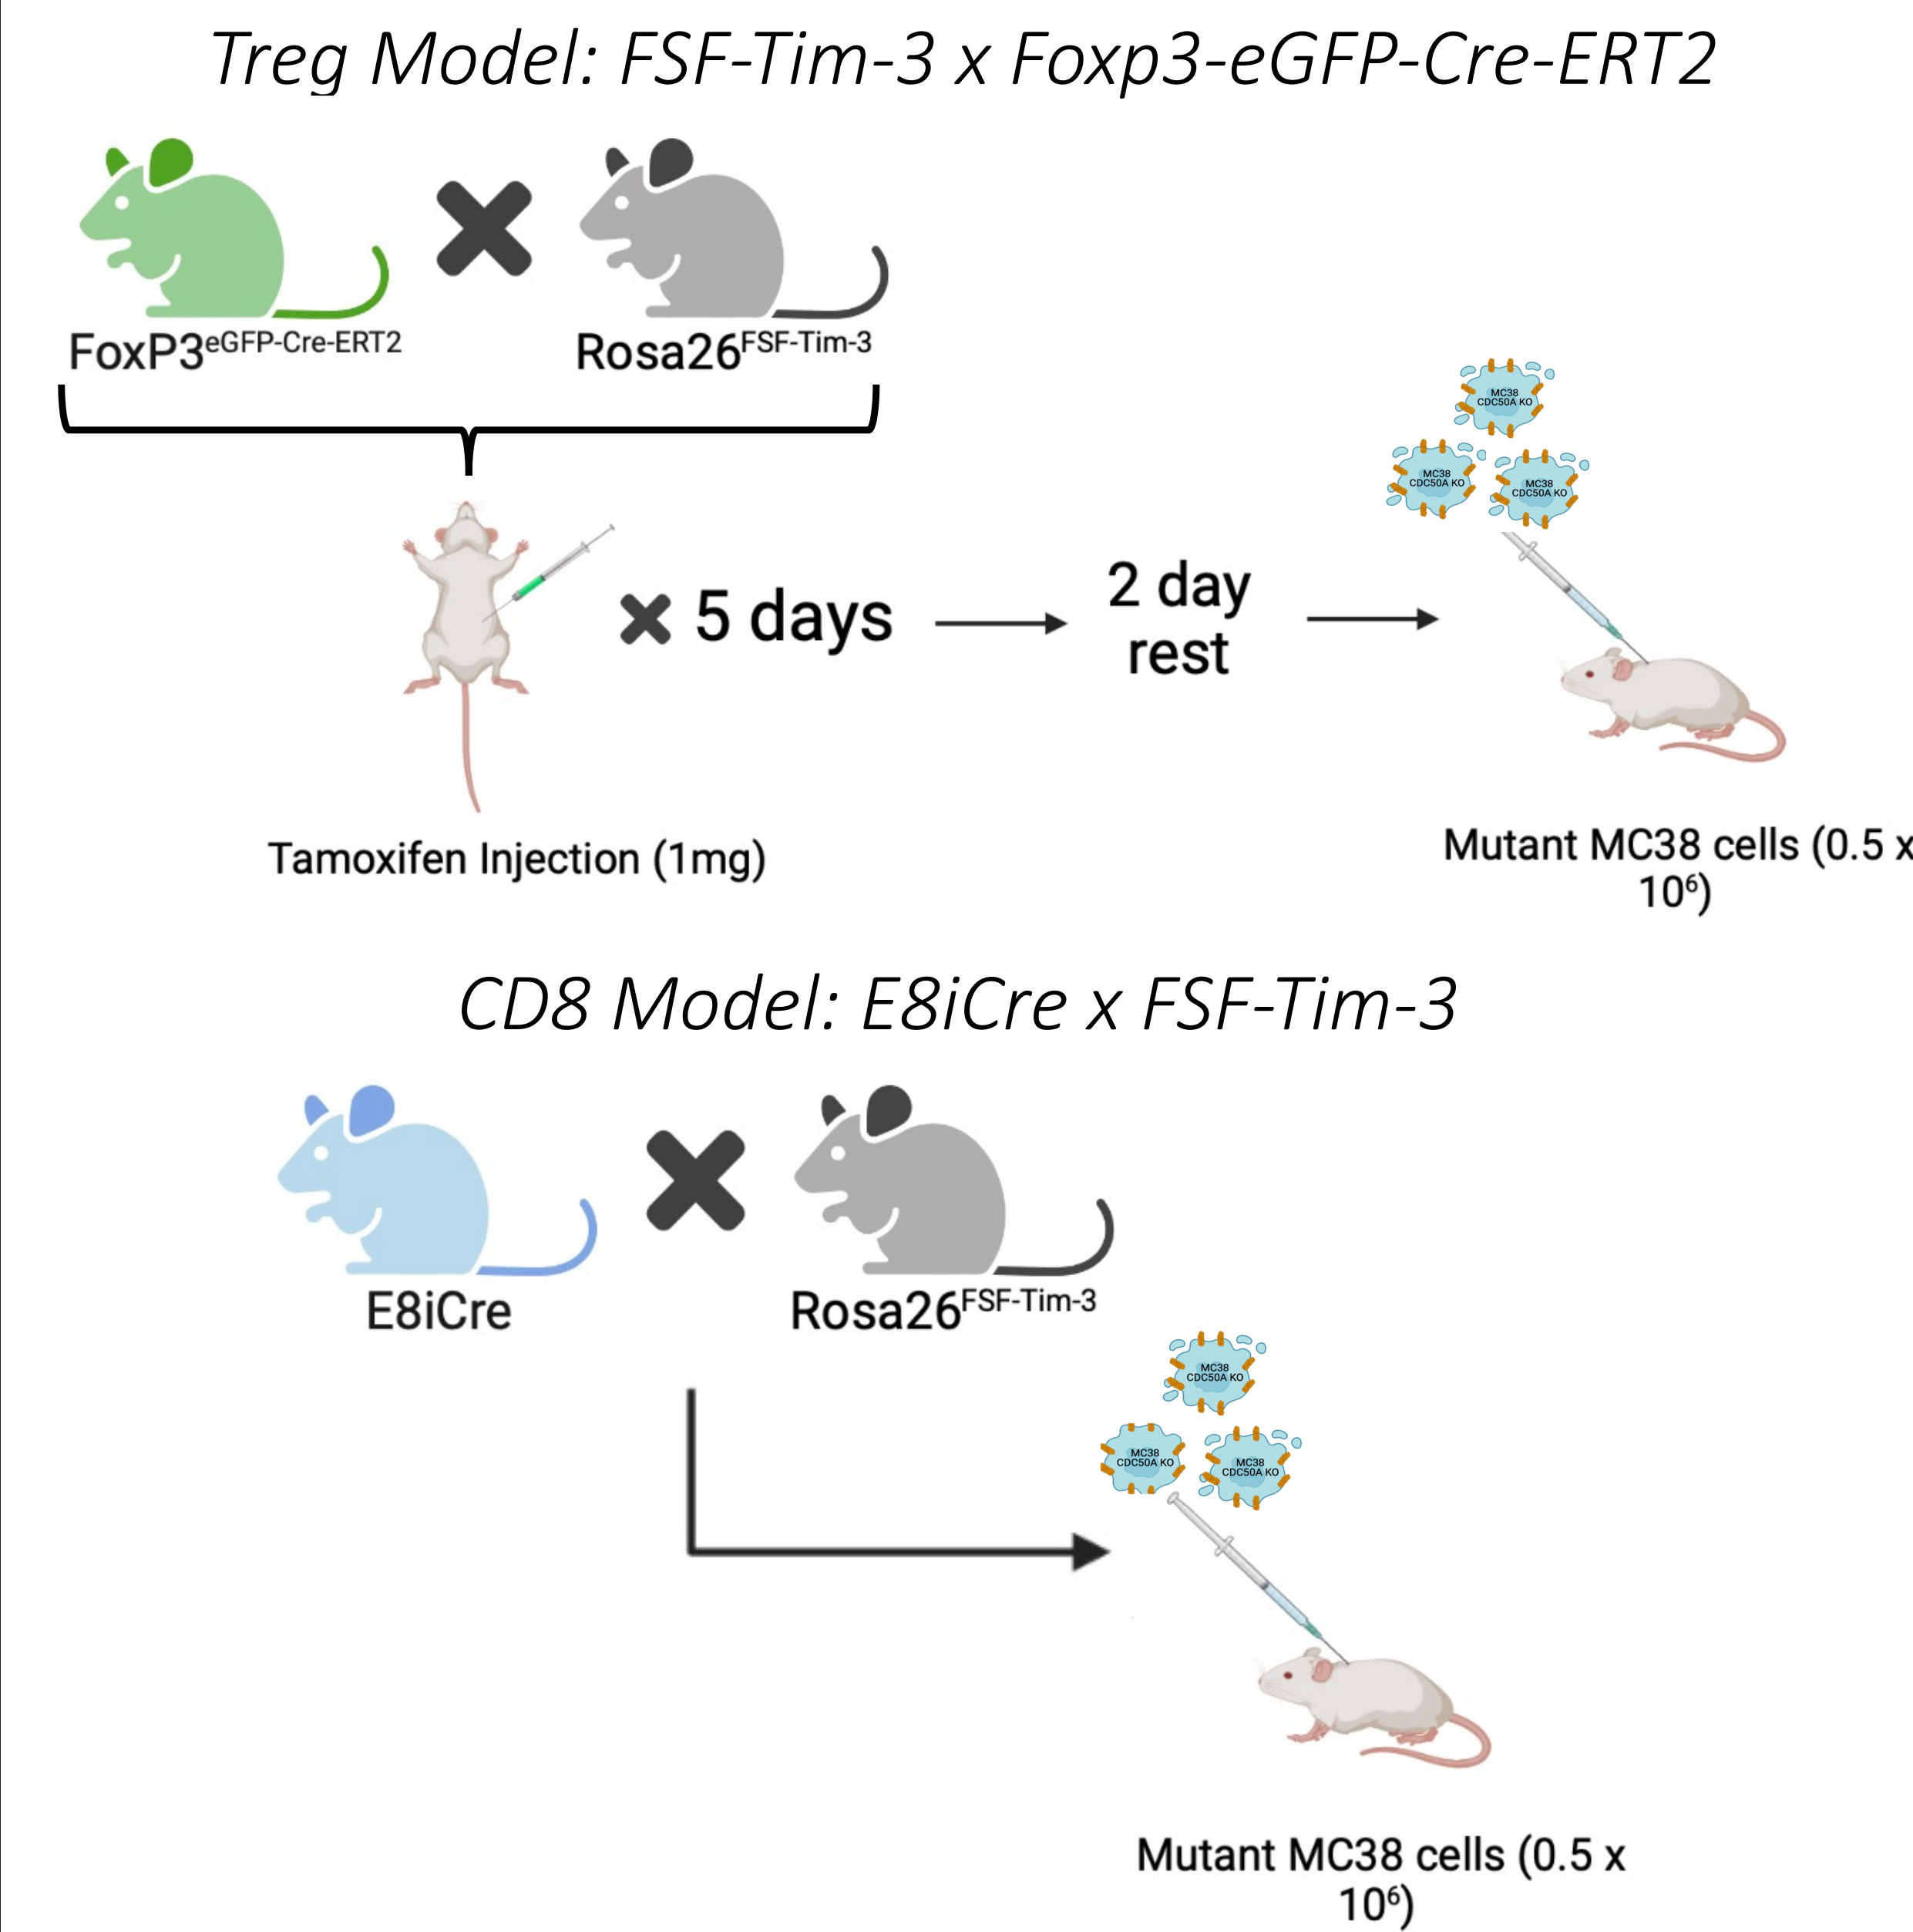 Treg Model: FSF-Tim-3 x Foxp3-eGFP-Cre-ERT2
FoxP3eGFP-Cre-ERT2
Rosa26FSF-Tim-3
MC38
CDC50A KO
MC38
CDC50A KO
MC38
CDC50A KO
5 days
2 day
rest
Tamoxifen Injection (1mg)
Mutant MC38 cells (0.5 x
10⁶)
CD8 Model: E8iCre x FSF-Tim-3
E8iCre
Rosa26FSF-Tim-3
MC38
CDC50A KO
MC38
CDC50A KO
MC38
CDC50A KO
Mutant MC38 cells (0.5 x
10⁶)